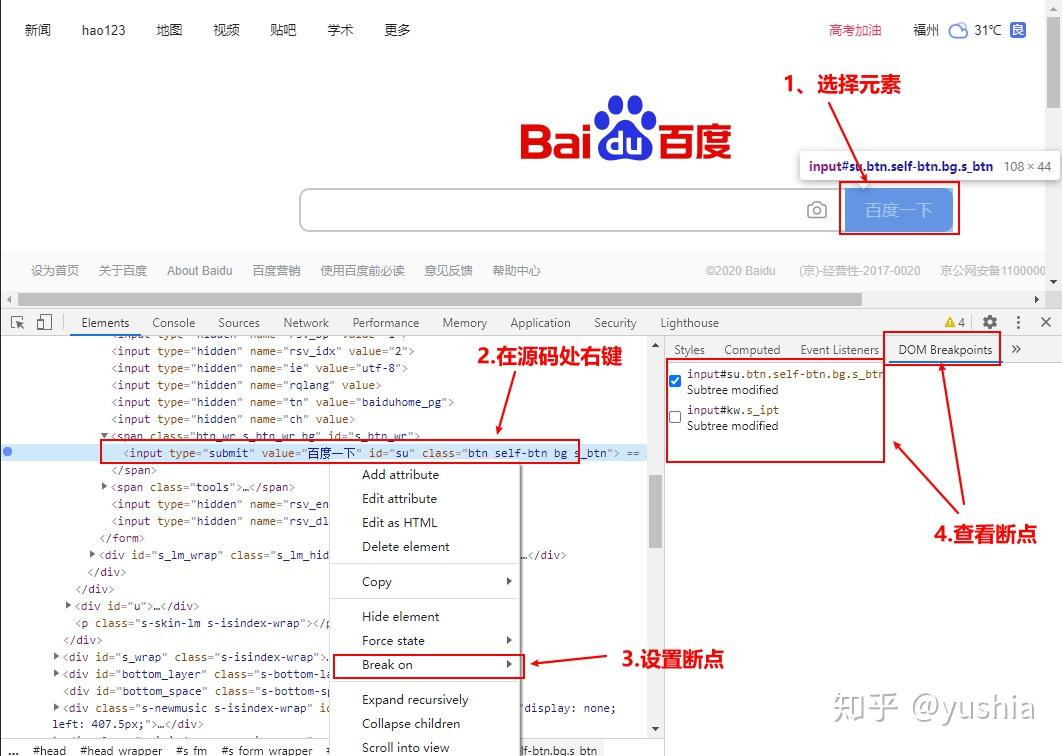 新闻 hao123 地图 视频 贴吧 学术 更多 高考加油 福州 31℃ 良
1、选择元素
Bai du 百度
input#su.btn.self-btn.bg.s_btn 108 × 44
百度一下
设为首页 关于百度 About Baidu 百度营销 使用百度前必读 意见反馈 帮助中心 ©2020 Baidu (京)-经营性-2017-0020 京公网安备1100000
Elements Console Sources Network Performance Memory Application Security Lighthouse 4
<input type="hidden" name="rsv_bp" value="1">
<input type="hidden" name="rsv_idx" value="2">
<input type="hidden" name="ie" value="utf-8">
<input type="hidden" name="rqlang" value>
<input type="hidden" name="tn" value="baiduhome_pg">
<input type="hidden" name="ch" value>
<span class="btn_wr s_btn_wr bg" id="s_btn_wr">
<input type="submit" value="百度一下" id="su" class="btn self-btn bg s_btn"> ==
</span>
<span class="tools">…</span>
<input type="hidden" name="rsv_en
<input type="hidden" name="rsv_dl
</form>
<div id="s_lm_wrap" class="s_lm_hid …</div>
</div>
</div>
<div id="u">…</div>
<p class="s-skin-lm s-isindex-wrap"></p
</div>
<div id="s_wrap" class="s-isindex-wrap">
<div id="bottom_layer" class="s-bottom-la
<div id="bottom_space" class="s-bottom-sp
<div class="s-newmusic s-isindex-wrap "display: none;
left: 407.5px;">…</div>
… #head #head_wrapper #s_fm #s_form_wrapper lf-btn.bg.s_btn
2.在源码处右键
Add attribute
Edit attribute
Edit as HTML
Delete element
Copy
Hide element
Force state
Break on
Expand recursively
Collapse children
Scroll into view
3.设置断点
Styles Computed Event Listeners DOM Breakpoints »
input#su.btn.self-btn.bg.s_btn
Subtree modified
input#kw.s_ipt
Subtree modified
4.查看断点
知乎 @yushia